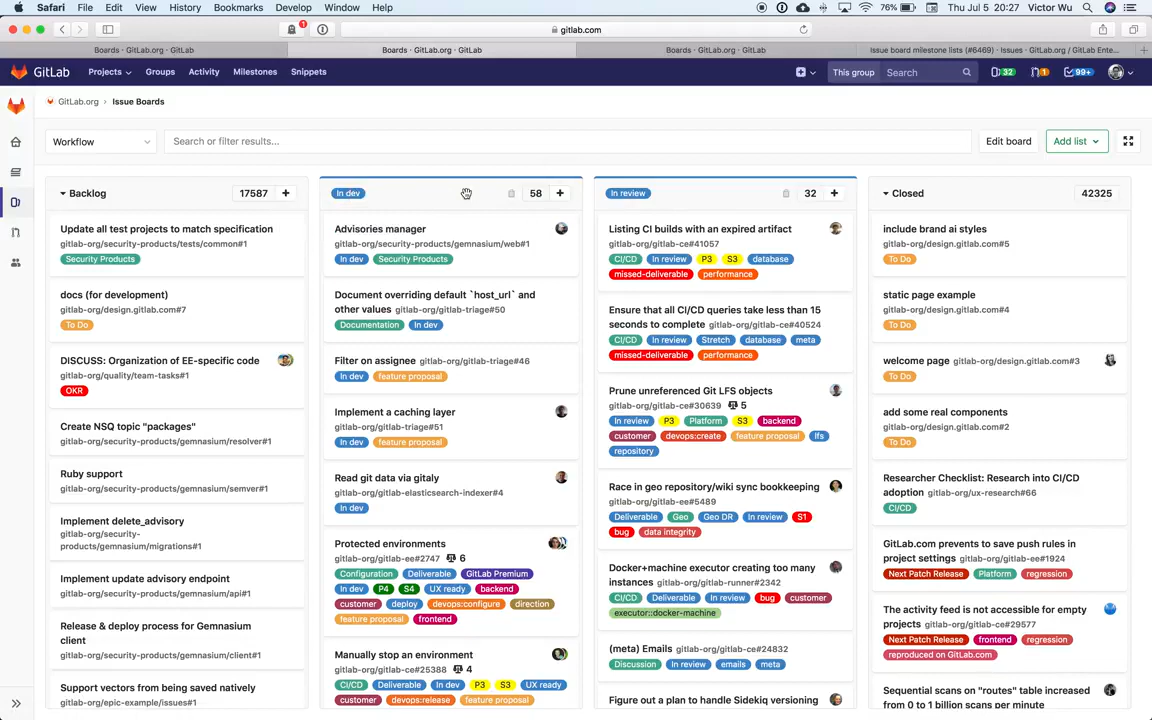 Safari File Edit View History Bookmarks Develop Window Help 76% Thu Jul 5 20:27 Victor Wu
1
gitlab.com
Boards · GitLab.org · GitLab
Boards · GitLab.org · GitLab
Boards · GitLab.org · GitLab
Issue board milestone lists (#6469) · Issues · GitLab.org / GitLab Ente...
GitLab Projects Groups Activity Milestones Snippets This group Search 32 1 99+
GitLab.org › Issue Boards
Workflow Search or filter results... Edit board Add list
Backlog 17587
Update all test projects to match specification
gitlab-org/security-products/tests/common#1
Security Products
docs (for development)
gitlab-org/design.gitlab.com#7
To Do
DISCUSS: Organization of EE-specific code
gitlab-org/quality/team-tasks#1
OKR
Create NSQ topic "packages"
gitlab-org/security-products/gemnasium/resolver#1
Ruby support
gitlab-org/security-products/gemnasium/semver#1
Implement delete_advisory
gitlab-org/security-
products/gemnasium/migrations#1
Implement update advisory endpoint
gitlab-org/security-products/gemnasium/api#1
Release & deploy process for Gemnasium
client
gitlab-org/security-products/gemnasium/client#1
Support vectors from being saved natively
gitlab-org/epic-example/issues#1
In dev 58
Advisories manager
gitlab-org/security-products/gemnasium/web#1
In dev Security Products
Document overriding default `host_url` and
other values gitlab-org/gitlab-triage#50
Documentation In dev
Filter on assignee gitlab-org/gitlab-triage#46
In dev feature proposal
Implement a caching layer
gitlab-org/gitlab-triage#51
In dev feature proposal
Read git data via gitaly
gitlab-org/gitlab-elasticsearch-indexer#4
In dev
Protected environments
gitlab-org/gitlab-ee#2747 6
Configuration Deliverable GitLab Premium
In dev P4 S4 UX ready backend
customer deploy devops:configure direction
feature proposal frontend
Manually stop an environment
gitlab-org/gitlab-ce#25388 4
CI/CD Deliverable In dev P3 S3 UX ready
customer devops:release feature proposal
In review 32
Listing CI builds with an expired artifact
gitlab-org/gitlab-ce#41057
CI/CD In review P3 S3 database
missed-deliverable performance
Ensure that all CI/CD queries take less than 15
seconds to complete gitlab-org/gitlab-ce#40524
CI/CD In review Stretch database meta
missed-deliverable performance
Prune unreferenced Git LFS objects
gitlab-org/gitlab-ce#30639 5
In review P3 Platform S3 backend
customer devops:create feature proposal lfs
repository
Race in geo repository/wiki sync bookkeeping
gitlab-org/gitlab-ee#5489
Deliverable Geo Geo DR In review S1
bug data integrity
Docker+machine executor creating too many
instances gitlab-org/gitlab-runner#2342
CI/CD Deliverable In review bug customer
executor::docker-machine
(meta) Emails gitlab-org/gitlab-ce#24832
Discussion In review emails meta
Figure out a plan to handle Sidekiq versioning
Closed 42325
include brand ai styles
gitlab-org/design.gitlab.com#5
To Do
static page example
gitlab-org/design.gitlab.com#4
To Do
welcome page gitlab-org/design.gitlab.com#3
To Do
add some real components
gitlab-org/design.gitlab.com#2
To Do
Researcher Checklist: Research into CI/CD
adoption gitlab-org/ux-research#66
CI/CD
GitLab.com prevents to save push rules in
project settings gitlab-org/gitlab-ee#1924
Next Patch Release Platform regression
The activity feed is not accessible for empty
projects gitlab-org/gitlab-ce#29577
Next Patch Release frontend regression
reproduced on GitLab.com
Sequential scans on "routes" table increased
from 0 to 1 billion scans per minute